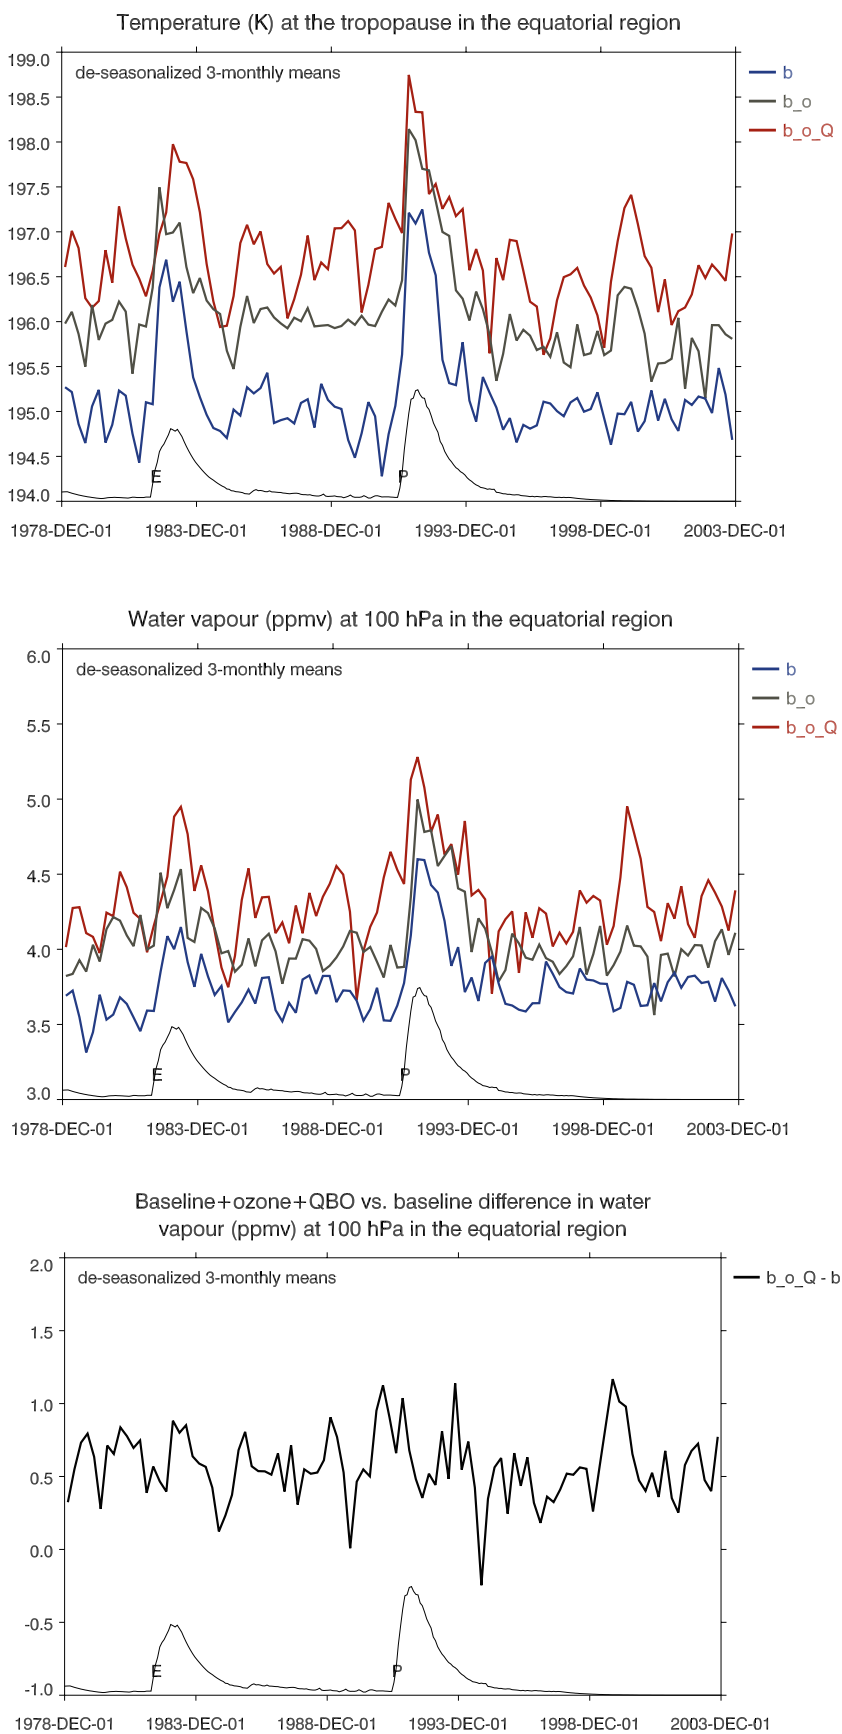 Temperature (K) at the tropopause in the equatorial region
de-seasonalized 3-monthly means
199.0
198.5
198.0
197.5
197.0
196.5
196.0
195.5
195.0
194.5
194.0
b
b_o
b_o_Q
E
P
1978-DEC-01 1983-DEC-01 1988-DEC-01 1993-DEC-01 1998-DEC-01 2003-DEC-01
Water vapour (ppmv) at 100 hPa in the equatorial region
de-seasonalized 3-monthly means
6.0
5.5
5.0
4.5
4.0
3.5
3.0
b
b_o
b_o_Q
E
P
1978-DEC-01 1983-DEC-01 1988-DEC-01 1993-DEC-01 1998-DEC-01 2003-DEC-01
Baseline+ozone+QBO vs. baseline difference in water
vapour (ppmv) at 100 hPa in the equatorial region
de-seasonalized 3-monthly means
2.0
1.5
1.0
0.5
0.0
-0.5
-1.0
b_o_Q - b
E
P
1978-DEC-01 1983-DEC-01 1988-DEC-01 1993-DEC-01 1998-DEC-01 2003-DEC-01